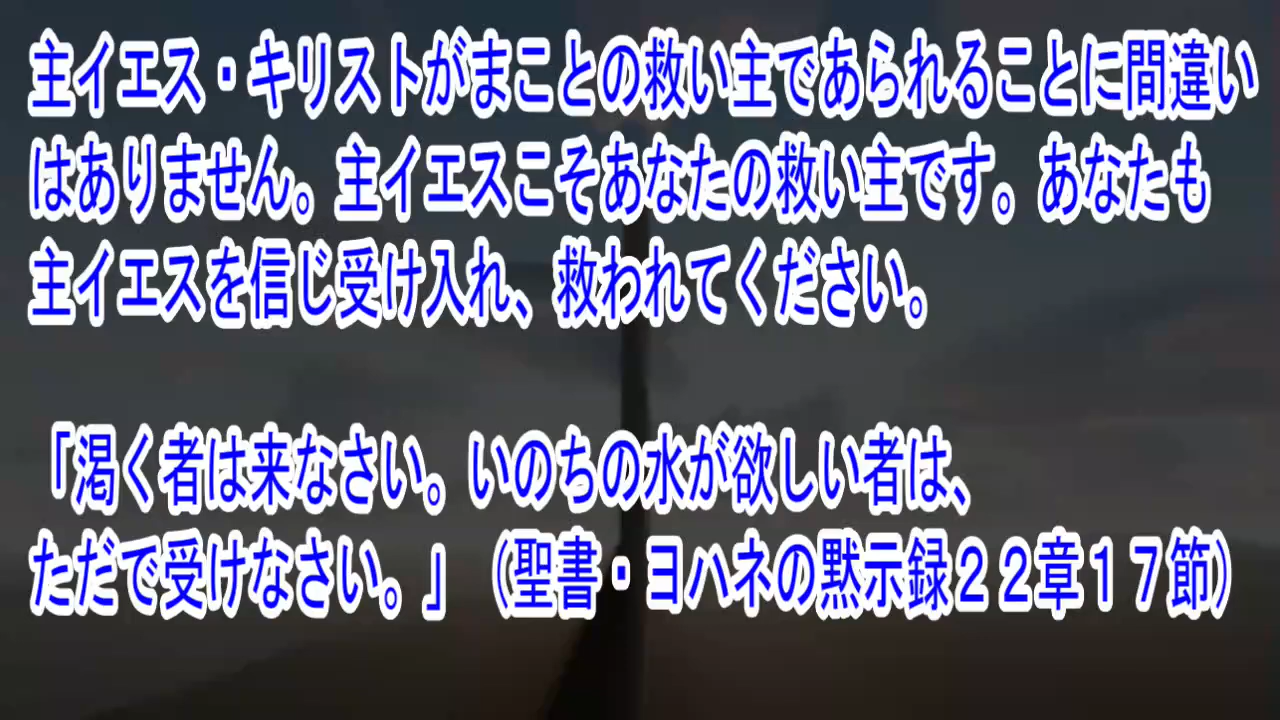 主イエス・キリストがまことの救い主であられることに間違い
はありません。主イエスこそあなたの救い主です。あなたも
主イエスを信じ受け入れ、救われてください。
「渇く者は来なさい。いのちの水が欲しい者は、
ただで受けなさい。」（聖書・ヨハネの黙示録２２章１７節）